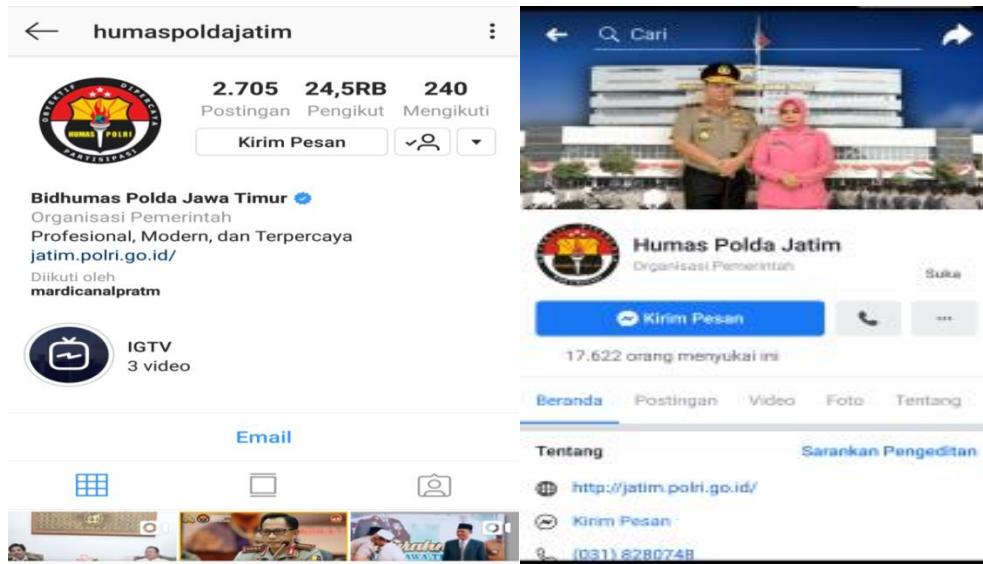 humaspoldajatim
2.705 24,5RB 240
Postingan Pengikut Mengikuti
Kirim Pesan
OBYEKTIF DIPERCAYA
HUMAS POLRI
PARTISIPASI
Bidhumas Polda Jawa Timur
Organisasi Pemerintah
Profesional, Modern, dan Terpercaya
jatim.polri.go.id/
Diikuti oleh
mardicanalpratm
IGTV
3 video
Email
Cari
Humas Polda Jatim
Organisasi Pemerintah
Suka
Kirim Pesan
17.622 orang menyukai ini
Beranda Postingan Video Foto Tentang
Tentang Sarankan Pengeditan
http://jatim.polri.go.id/
Kirim Pesan
(031) 8280748